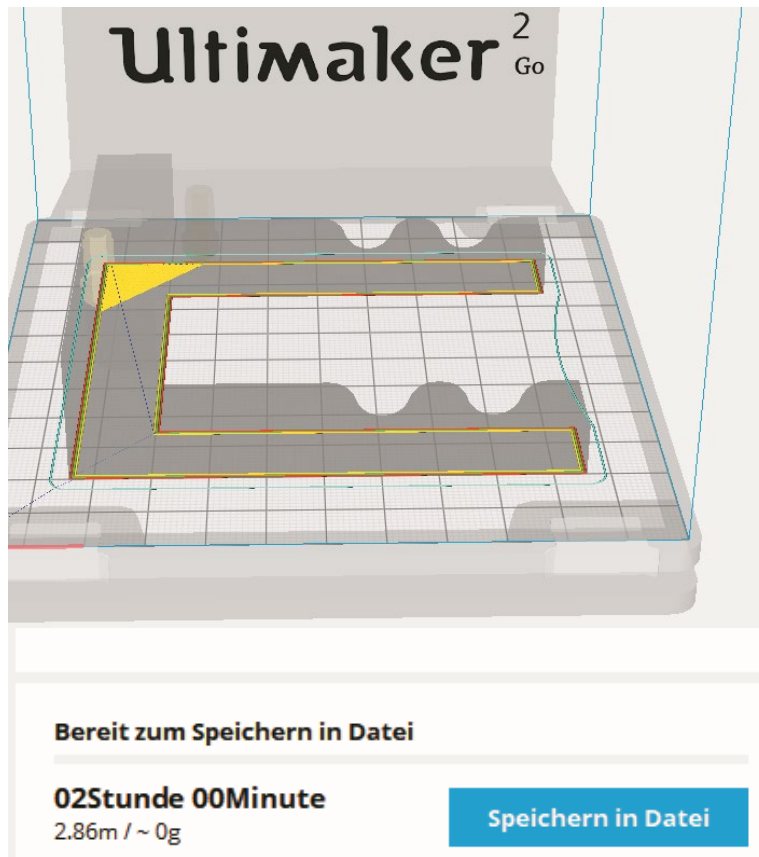 Ultimaker 2
Go
Bereit zum Speichern in Datei
02Stunde 00Minute
2.86m / ~ 0g
Speichern in Datei